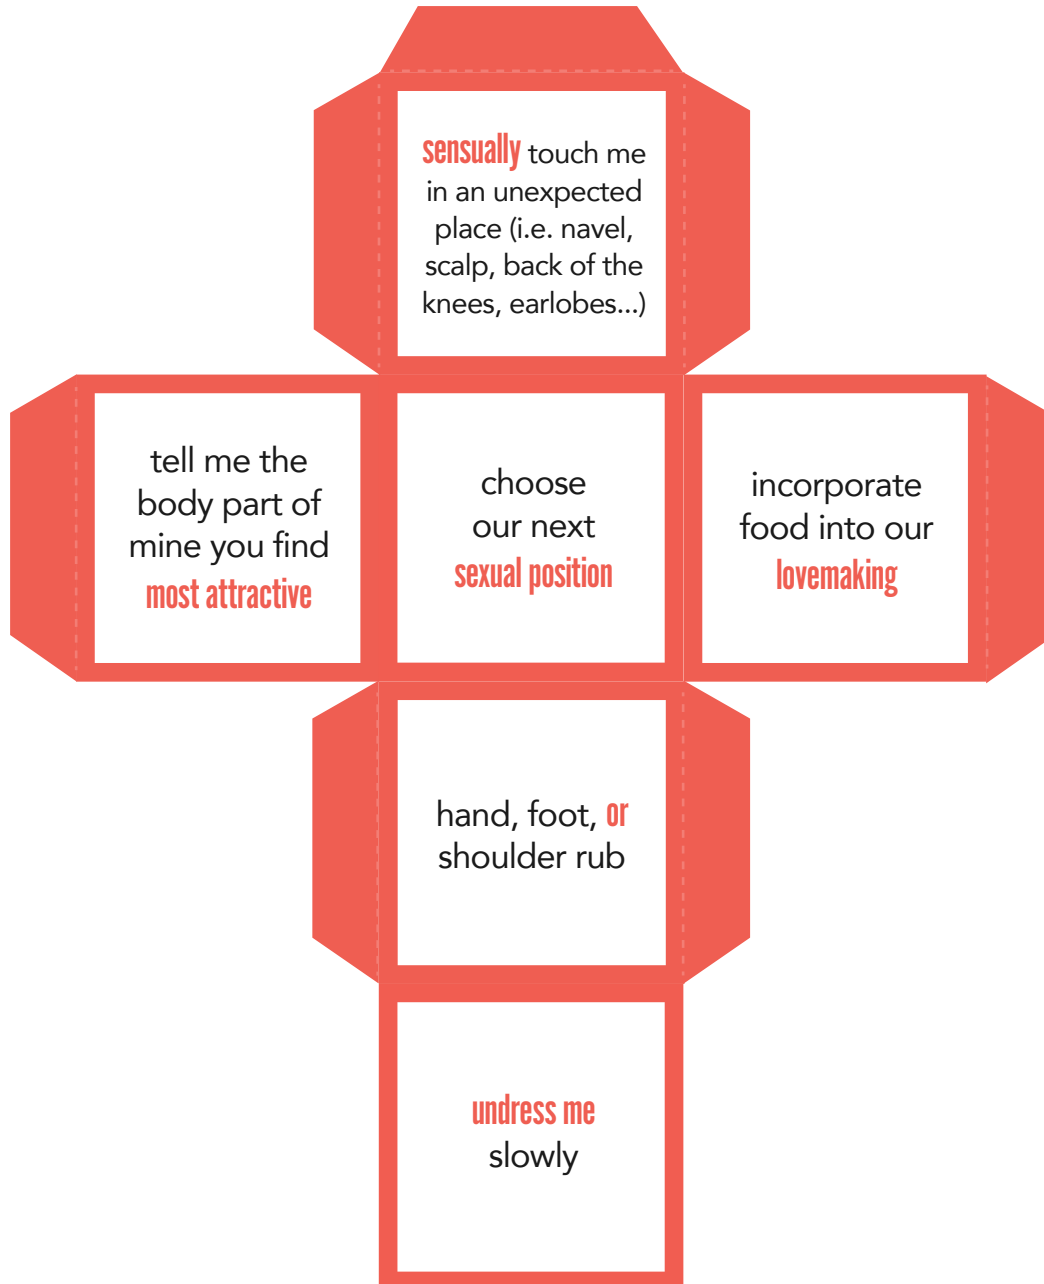 sensually touch me
in an unexpected
place (i.e. navel,
scalp, back of the
knees, earlobes...)
tell me the
body part of
mine you find
most attractive
choose
our next
sexual position
incorporate
food into our
lovemaking
hand, foot, or
shoulder rub
undress me
slowly